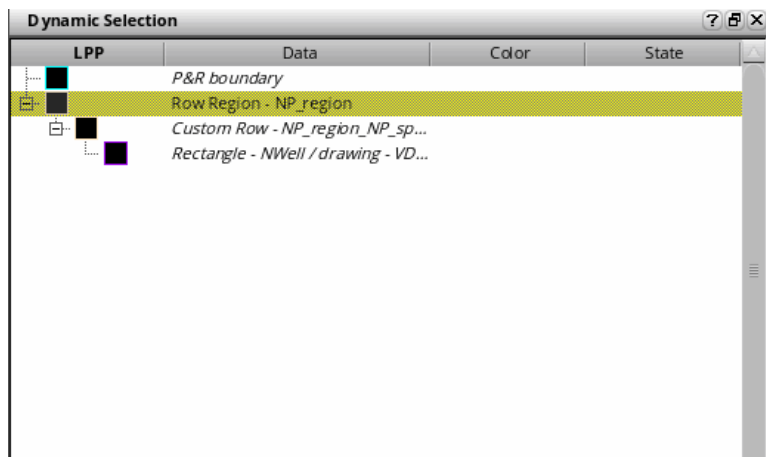 Dynamic Selection
LPP Data Color State
P&R boundary
Row Region - NP_region
Custom Row - NP_region_NP_sp...
Rectangle - NWell / drawing - VD...